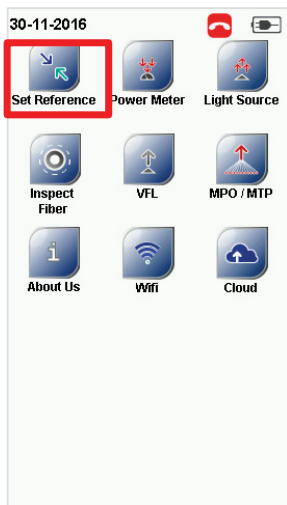 30-11-2016
Set Reference Power Meter Light Source
Inspect Fiber VFL MPO / MTP
i
About Us Wifi Cloud